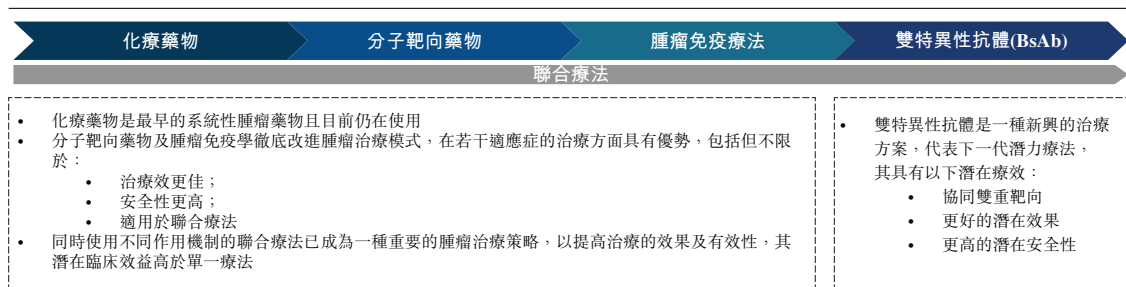 化療藥物
分子靶向藥物
腫瘤免疫療法
雙特異性抗體(BsAb)
聯合療法
• 化療藥物是最早的系統性腫瘤藥物且目前仍在使用
• 分子靶向藥物及腫瘤免疫學徹底改進腫瘤治療模式，在若干適應症的治療方面具有優勢，包括但不限
於：
• 治療效更佳；
• 安全性更高；
• 適用於聯合療法
• 同時使用不同作用機制的聯合療法已成為一種重要的腫瘤治療策略，以提高治療的效果及有效性，其
潛在臨床效益高於單一療法
• 雙特異性抗體是一種新興的治療
方案，代表下一代潛力療法，
其具有以下潛在療效：
• 協同雙重靶向
• 更好的潛在效果
• 更高的潛在安全性